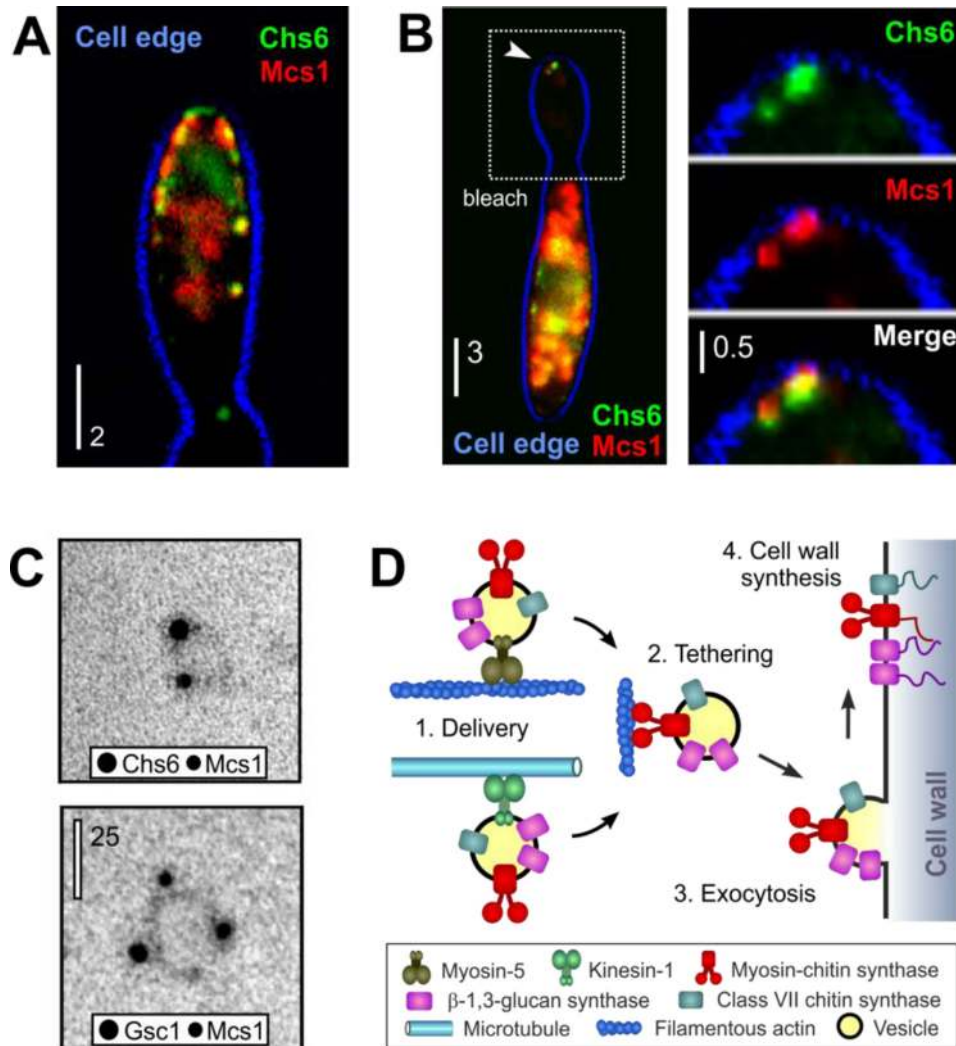 A
Cell edge
Chs6
Mcs1
2
B
bleach
3
Chs6
Cell edge Mcs1
Chs6
Mcs1
Merge
0.5
C
Chs6 Mcs1
25
Gsc1 Mcs1
D
1. Delivery
2. Tethering
3. Exocytosis
4. Cell wall
synthesis
Cell wall
Myosin-5 Kinesin-1 Myosin-chitin synthase
β-1,3-glucan synthase Class VII chitin synthase
Microtubule Filamentous actin Vesicle